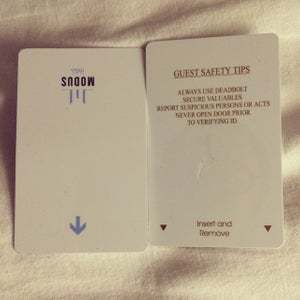 MODUS
GUEST SAFETY TIPS
ALWAYS USE DEADBOLT
SECURE VALUABLES
REPORT SUSPICIOUS PERSONS OR ACTS
NEVER OPEN DOOR PRIOR
TO VERIFYING ID
Insert and
Remove